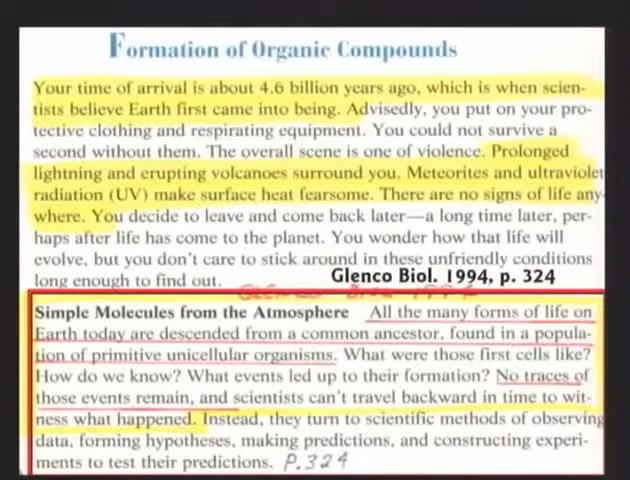 Formation of Organic Compounds
Your time of arrival is about 4.6 billion years ago, which is when scien-
tists believe Earth first came into being. Advisedly, you put on your pro-
tective clothing and respirating equipment. You could not survive a
second without them. The overall scene is one of violence. Prolonged
lightning and erupting volcanoes surround you. Meteorites and ultraviolet
radiation (UV) make surface heat fearsome. There are no signs of life any-
where. You decide to leave and come back later—a long time later, per-
haps after life has come to the planet. You wonder how that life will
evolve, but you don't care to stick around in these unfriendly conditions
long enough to find out.
Glenco Biol. 1994, p. 324
Simple Molecules from the Atmosphere All the many forms of life on
Earth today are descended from a common ancestor, found in a popula-
tion of primitive unicellular organisms. What were those first cells like?
How do we know? What events led up to their formation? No traces of
those events remain, and scientists can't travel backward in time to wit-
ness what happened. Instead, they turn to scientific methods of observing
data, forming hypotheses, making predictions, and constructing experi-
ments to test their predictions. P.324